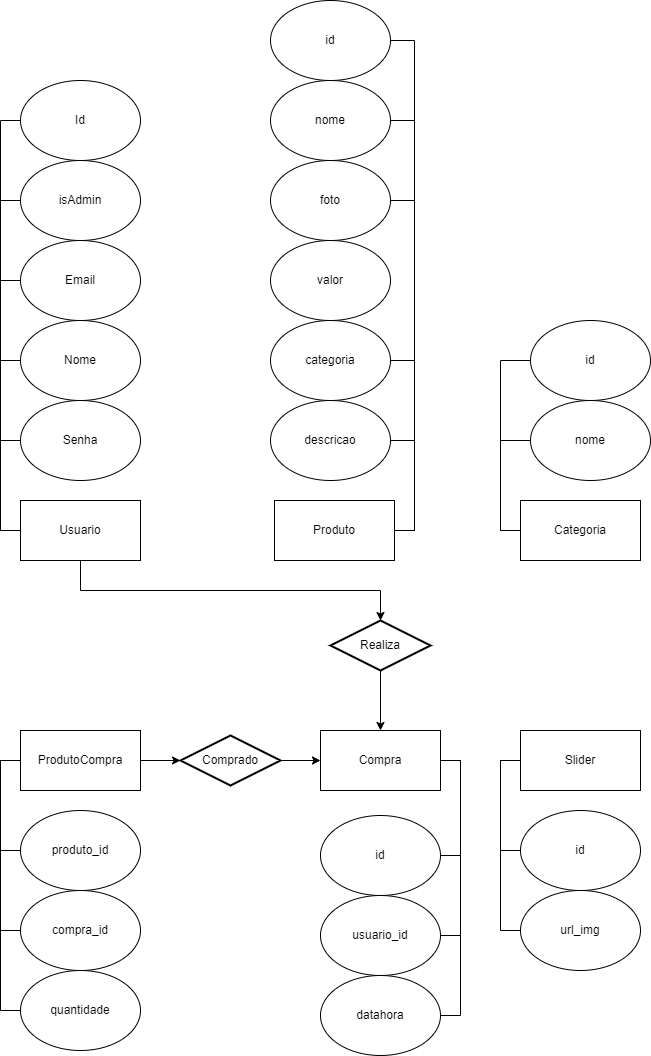 id
Id
nome
isAdmin
foto
Email
valor
Nome
categoria
id
Senha
descricao
nome
Usuario
Produto
Categoria
Realiza
ProdutoCompra
Comprado
Compra
Slider
produto_id
id
id
compra_id
usuario_id
url_img
quantidade
datahora